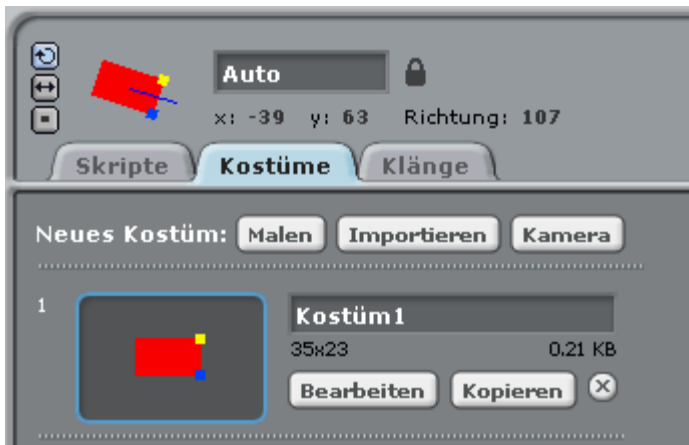 Auto
x: -39 y: 63 Richtung: 107
Skripte Kostüme Klänge
Neues Kostüm: Malen Importieren Kamera
1
Kostüm1
35x23 0.21 KB
Bearbeiten Kopieren